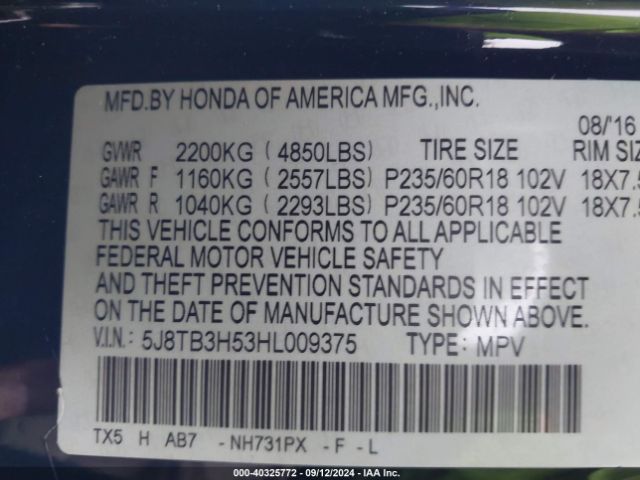 MFD.BY HONDA OF AMERICA MFG.,INC.
08/'16
GVWR 2200KG ( 4850LBS) TIRE SIZE RIM SIZ
GAWR F 1160KG ( 2557LBS) P235/60R18 102V 18X7.5
GAWR R 1040KG ( 2293LBS) P235/60R18 102V 18X7.5
THIS VEHICLE CONFORMS TO ALL APPLICABLE
FEDERAL MOTOR VEHICLE SAFETY
AND THEFT PREVENTION STANDARDS IN EFFECT
ON THE DATE OF MANUFACTURE SHOWN ABOVE.
V.I.N.: 5J8TB3H53HL009375 TYPE: MPV
TX5 H AB7 -NH731PX -F -L
000-40325772 - 09/12/2024 - IAA Inc.